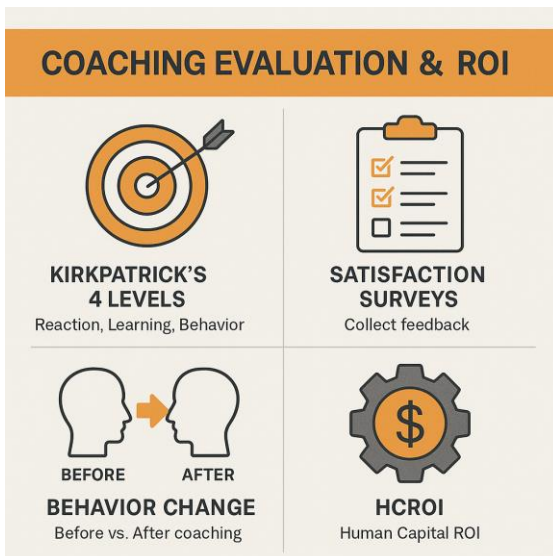 COACHING EVALUATION & ROI
KIRKPATRICK'S
4 LEVELS
Reaction, Learning, Behavior
SATISFACTION
SURVEYS
Collect feedback
BEFORE
AFTER
BEHAVIOR CHANGE
Before vs. After coaching
$
HCROI
Human Capital ROI